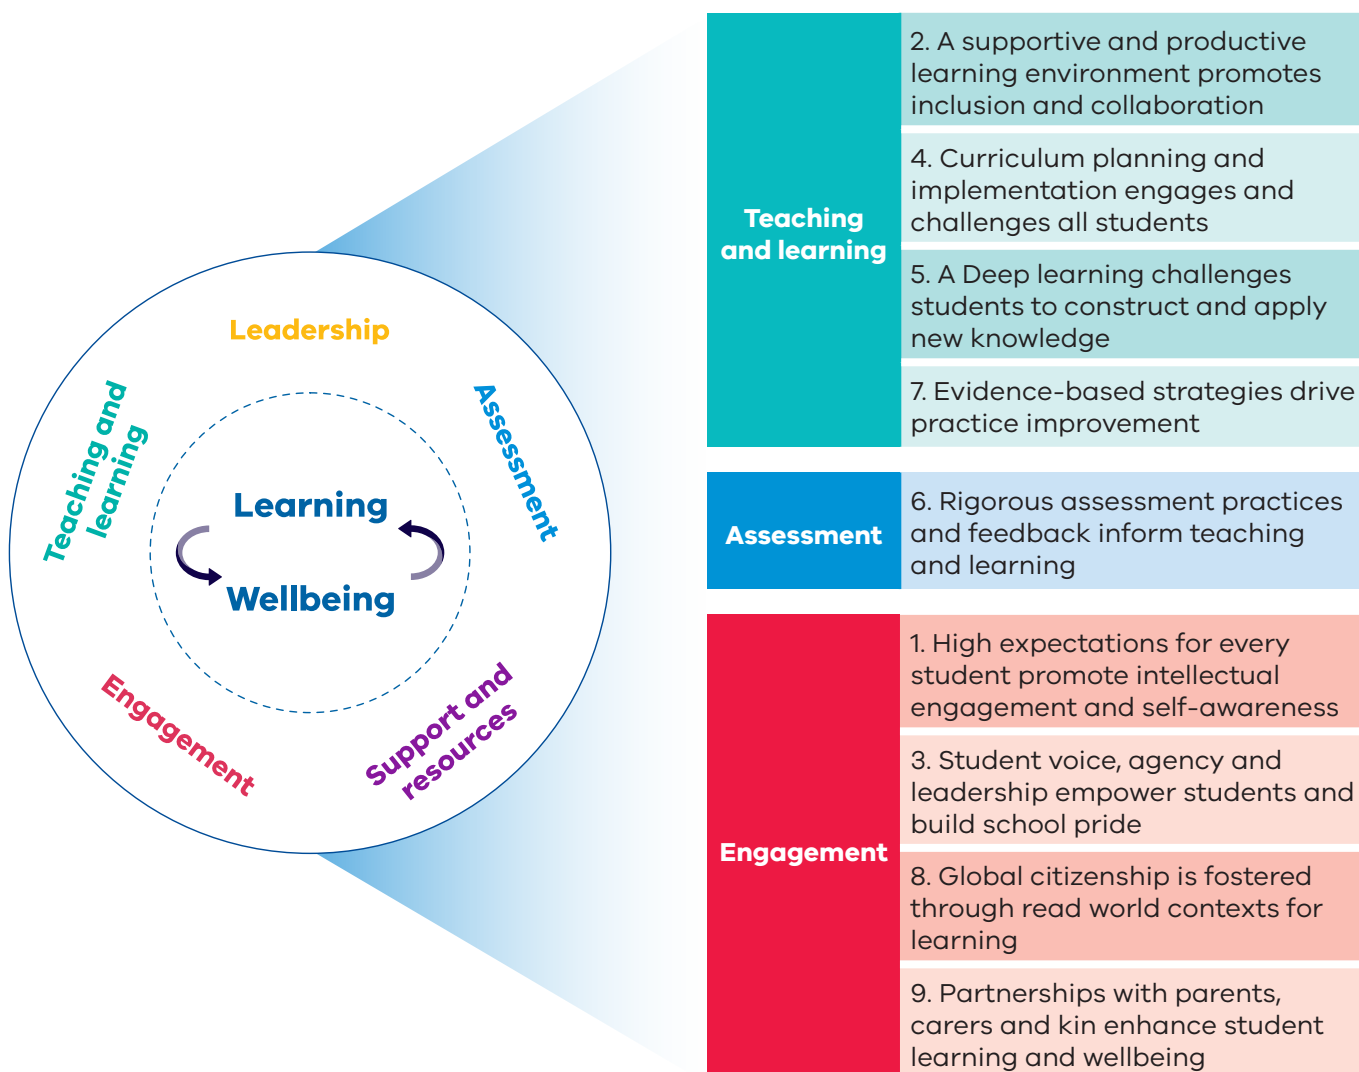 Leadership
Teaching and
learning
Assessment
Learning
Wellbeing
Engagement
Support and
resources
Teaching
and learning
2. A supportive and productive
learning environment promotes
inclusion and collaboration
4. Curriculum planning and
implementation engages and
challenges all students
5. A Deep learning challenges
students to construct and apply
new knowledge
7. Evidence-based strategies drive
practice improvement
Assessment
6. Rigorous assessment practices
and feedback inform teaching
and learning
Engagement
1. High expectations for every
student promote intellectual
engagement and self-awareness
3. Student voice, agency and
leadership empower students and
build school pride
8. Global citizenship is fostered
through read world contexts for
learning
9. Partnerships with parents,
carers and kin enhance student
learning and wellbeing